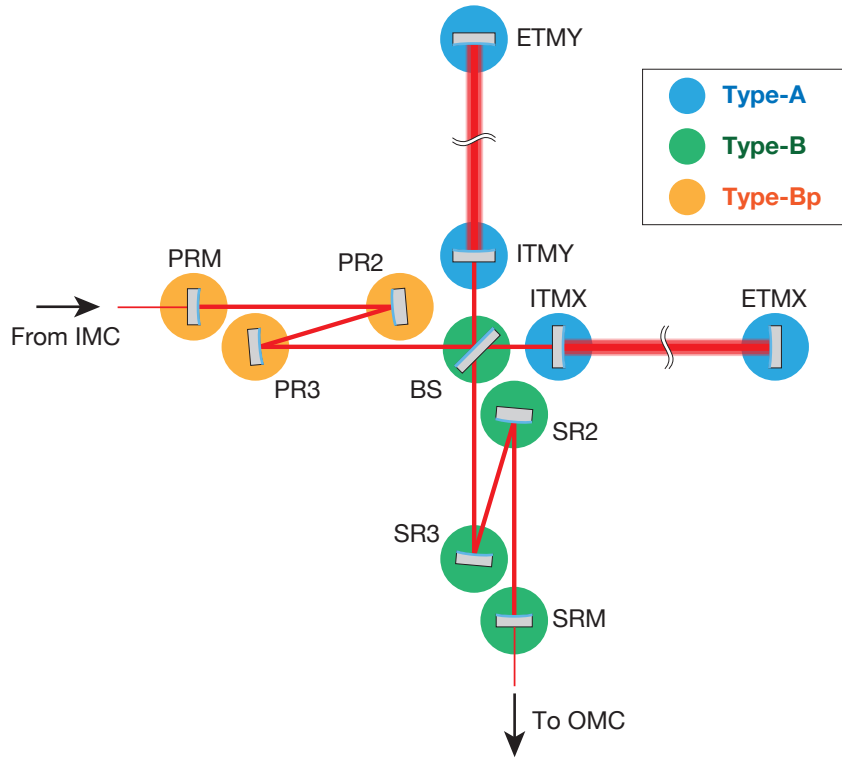 ETMY
Type-A
Type-B
Type-Bp
ITMY
PRM
PR2
ITMX
ETMX
From IMC
PR3
BS
SR2
SR3
SRM
To OMC